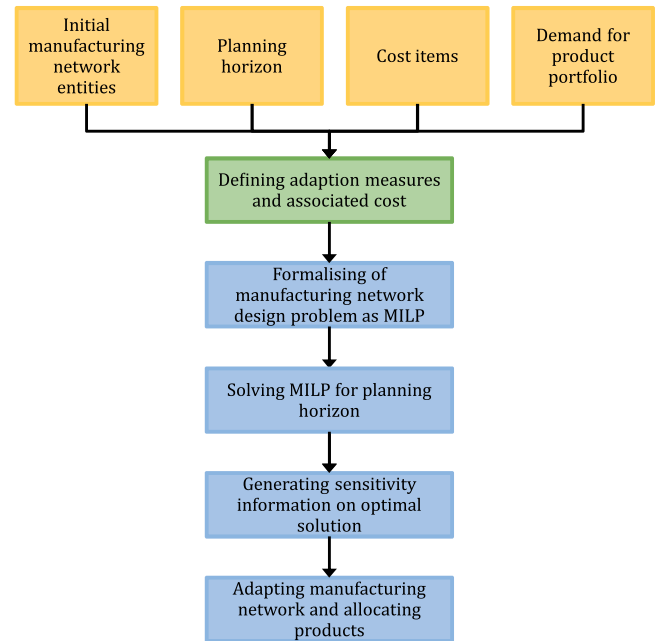 Initial
manufacturing
network
entities
Planning
horizon
Cost items
Demand for
product
portfolio
Defining adaption measures
and associated cost
Formalising of
manufacturing network
design problem as MILP
Solving MILP for planning
horizon
Generating sensitivity
information on optimal
solution
Adapting manufacturing
network and allocating
products